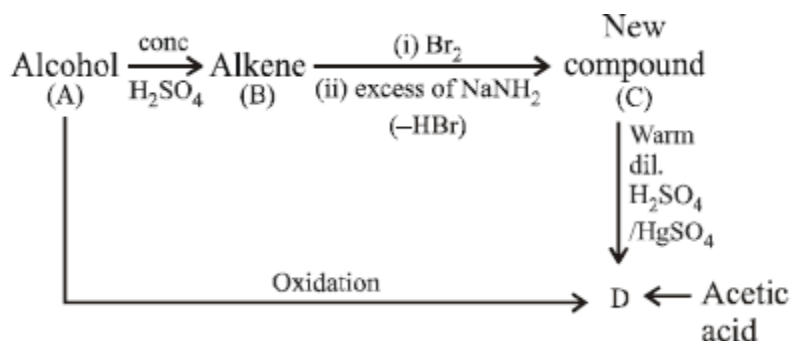 Alcohol
(A)
conc
H₂SO₄
Alkene
(B)
(i) Br₂
(ii) excess of NaNH₂
(–HBr)
New
compound
(C)
Warm
dil.
H₂SO₄
/HgSO₄
Oxidation
D
Acetic
acid